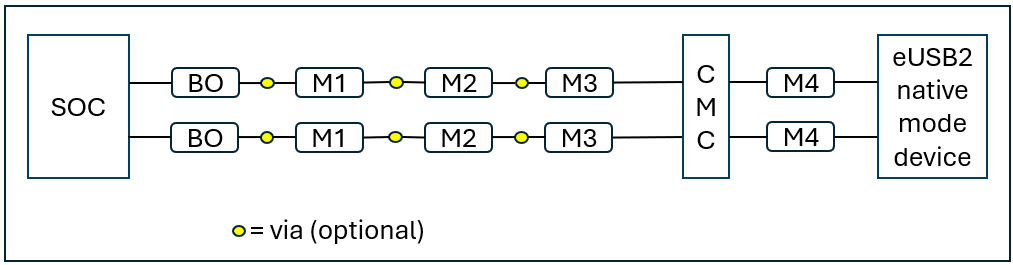 SOC
BO
M1
M2
M3
BO
M1
M2
M3
C
M
C
M4
M4
eUSB2
native
mode
device
= via (optional)